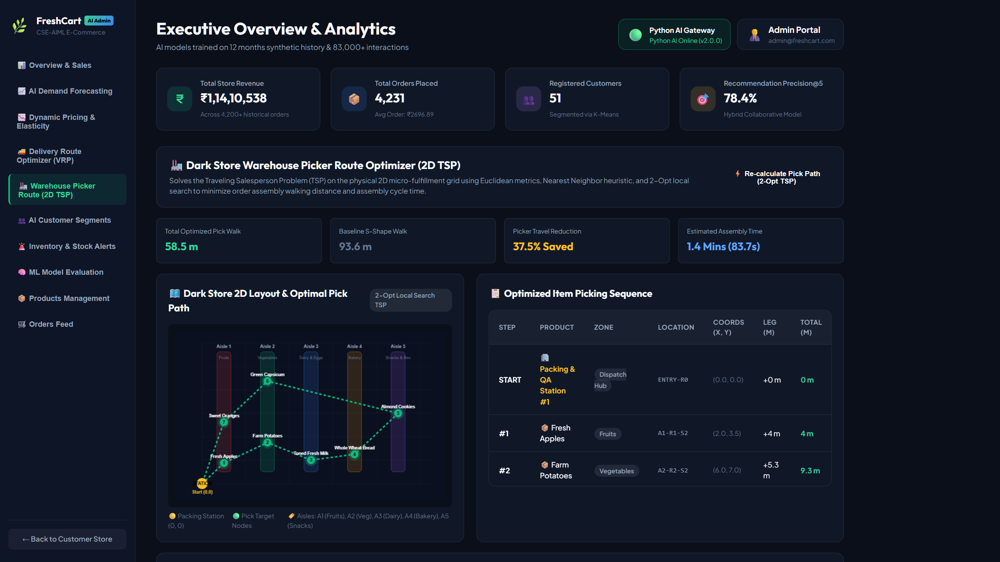 FreshCart AI Admin
CSE-AIML E-Commerce
Overview & Sales
AI Demand Forecasting
Dynamic Pricing &
Elasticity
Delivery Route
Optimizer (VRP)
Warehouse Picker
Route (2D TSP)
AI Customer Segments
Inventory & Stock Alerts
ML Model Evaluation
Products Management
Orders Feed
← Back to Customer Store
Executive Overview & Analytics
AI models trained on 12 months synthetic history & 83,000+ interactions
Python AI Gateway
Python AI Online (v2.0.0)
Admin Portal
admin@freshcart.com
₹
Total Store Revenue
₹1,14,10,538
Across 4,200+ historical orders
Total Orders Placed
4,231
Avg Order: ₹2696.89
Registered Customers
51
Segmented via K-Means
Recommendation Precision@5
78.4%
Hybrid Collaborative Model
Dark Store Warehouse Picker Route Optimizer (2D TSP)
Solves the Traveling Salesperson Problem (TSP) on the physical 2D micro-fulfillment grid using Euclidean metrics, Nearest Neighbor heuristic, and 2-Opt local
search to minimize order assembly walking distance and assembly cycle time.
Re-calculate Pick Path
(2-Opt TSP)
Total Optimized Pick Walk
58.5 m
Baseline S-Shape Walk
93.6 m
Picker Travel Reduction
37.5% Saved
Estimated Assembly Time
1.4 Mins (83.7s)
Dark Store 2D Layout & Optimal Pick
Path
2-Opt Local Search
TSP
Aisle 1 Aisle 2 Aisle 3 Aisle 4 Aisle 5
Fruits Vegetables Dairy & Eggs Bakery Snacks & Bev
Green Capsicum
6
Almond Cookies
5
Sweet Oranges
7
Farm Potatoes
2
Whole Wheat Bread
4
Toned Fresh Milk
3
Fresh Apples
1
STATION
Start (0,0)
Packing Station
(0, 0)
Pick Target
Nodes
Aisles: A1 (Fruits), A2 (Veg), A3 (Dairy), A4 (Bakery), A5
(Snacks)
Optimized Item Picking Sequence
STEP PRODUCT ZONE LOCATION COORDS (X, Y) LEG (M) TOTAL (M)
START Packing & QA Station #1 Dispatch Hub ENTRY-R0 (0.0, 0.0) +0 m 0 m
#1 Fresh Apples Fruits A1-R1-S2 (2.0, 3.5) +4 m 4 m
#2 Farm Potatoes Vegetables A2-R2-S2 (6.0, 7.0) +5.3 m 9.3 m